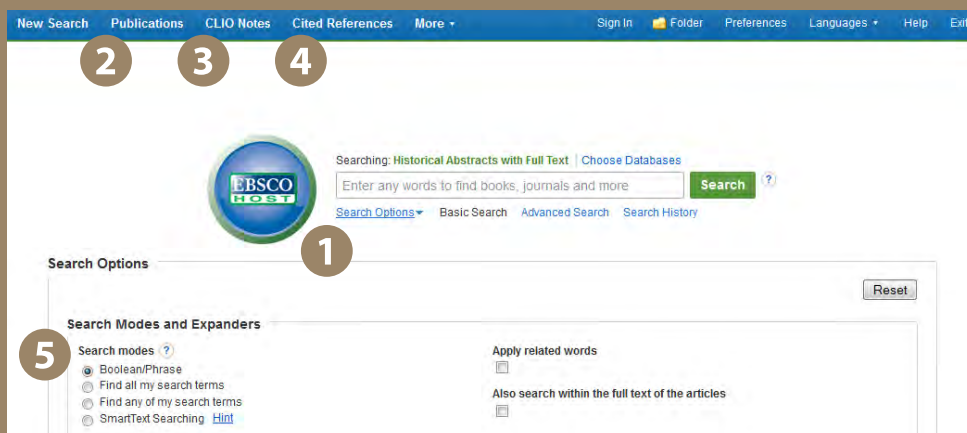 New Search Publications CLIO Notes Cited References More Sign In Folder Preferences Languages Help Exit
2 3 4
Searching: Historical Abstracts with Full Text | Choose Databases
EBSCO
HOST
Enter any words to find books, journals and more Search ?
Search Options Basic Search Advanced Search Search History
1
Search Options
Reset
Search Modes and Expanders
5
Search modes ? Apply related words
Boolean/Phrase
Find all my search terms
Find any of my search terms Also search within the full text of the articles
SmartText Searching Hint